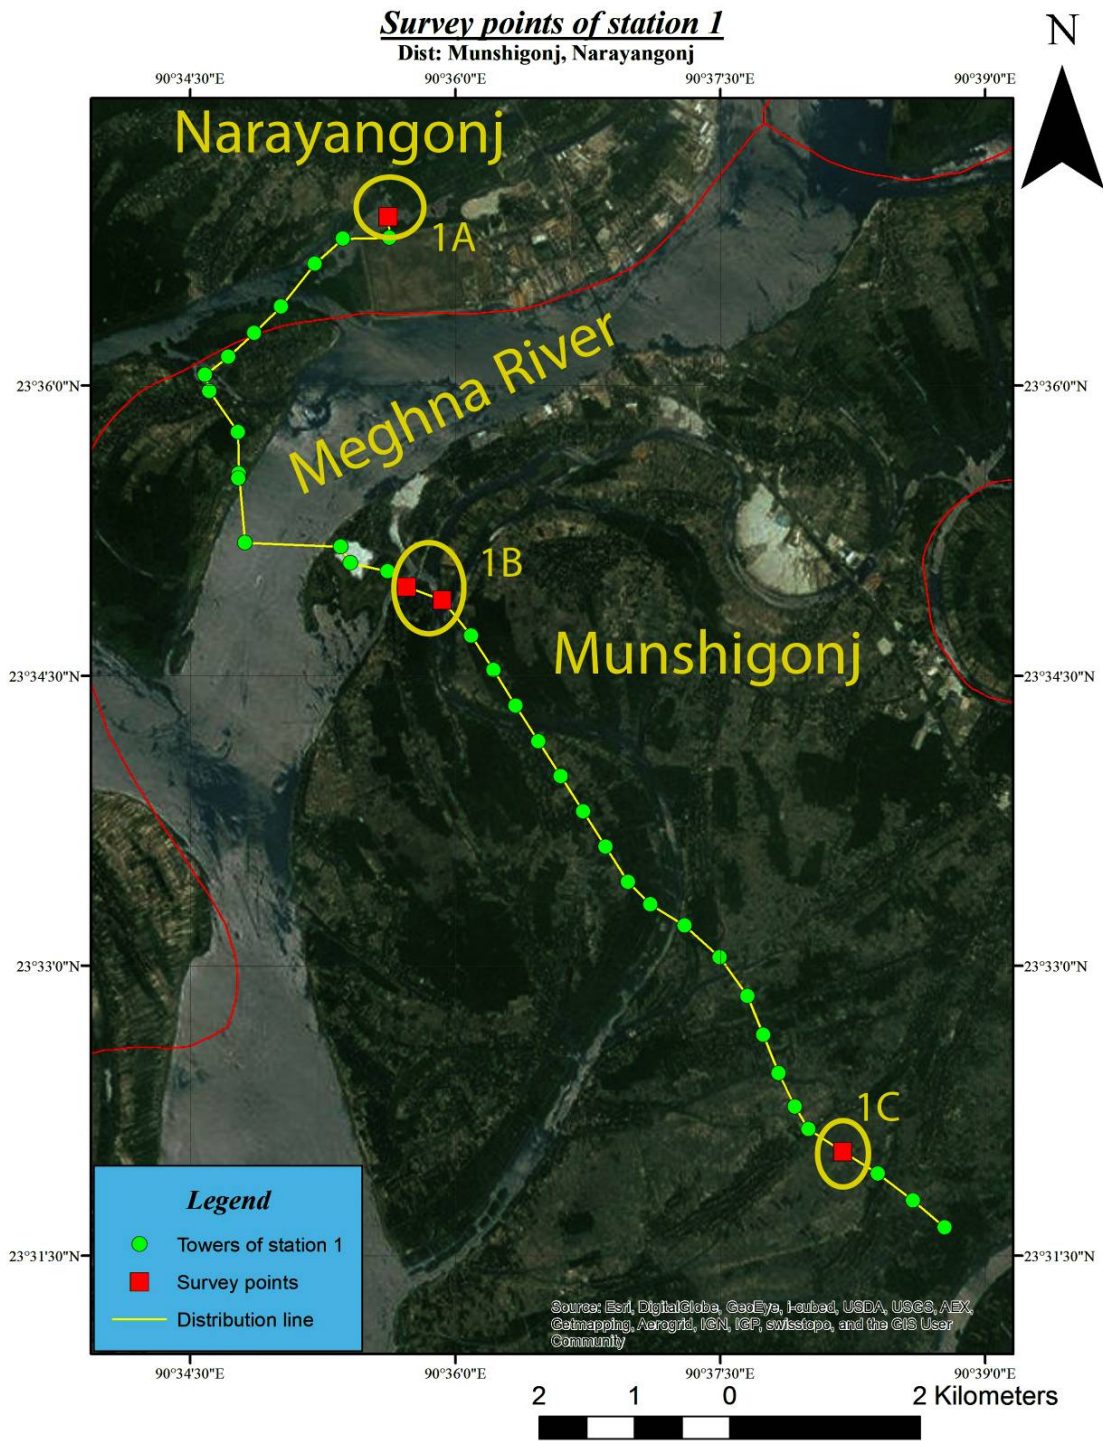 Survey points of station 1
Dist: Munshigonj, Narayangonj
N
90°34'30"E 90°36'0"E 90°37'30"E 90°39'0"E
Narayangonj
1A
Meghna River
23°36'0"N 23°36'0"N
1B
Munshigonj
23°34'30"N 23°34'30"N
23°33'0"N 23°33'0"N
1C
Legend
Towers of station 1
Survey points
Distribution line
23°31'30"N 23°31'30"N
Source: Esri, DigitalGlobe, GeoEye, i-cubed, USDA, USGS, AEX,
Getmapping, Aerogrid, IGN, IGP, swisstopo, and the GIS User
Community
90°34'30"E 90°36'0"E 90°37'30"E 90°39'0"E
2 1 0 2 Kilometers